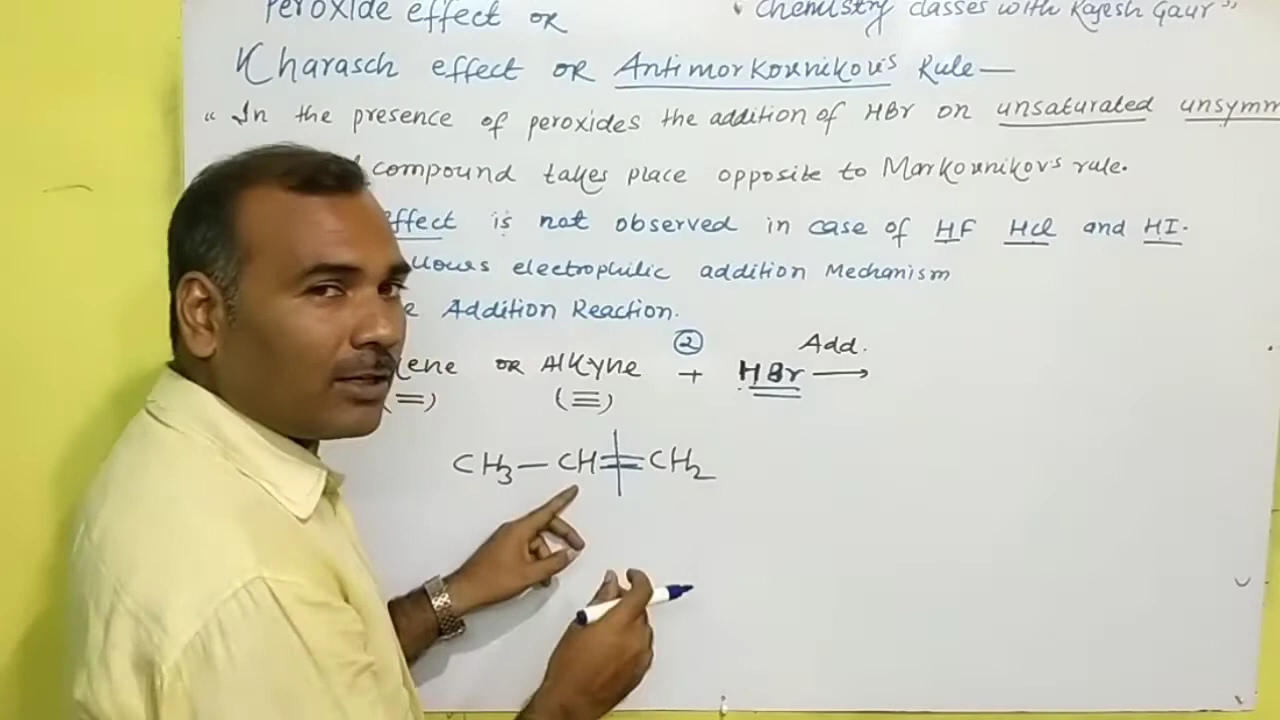 Peroxide effect OR
"Chemistry classes with Rajesh Gaur"
Kharasch effect OR Antimorkovnikov's Rule —
"In the presence of peroxides the addition of HBr on unsaturated unsymm
compound takes place opposite to Markovnikov's rule.
effect is not observed in case of HF HCl and HI.
llows electrophilic addition Mechanism
Addition Reaction.
ene OR Alkyne + ② HBr Add. ⟶
(=) (≡)
CH₃—CH=CH₂